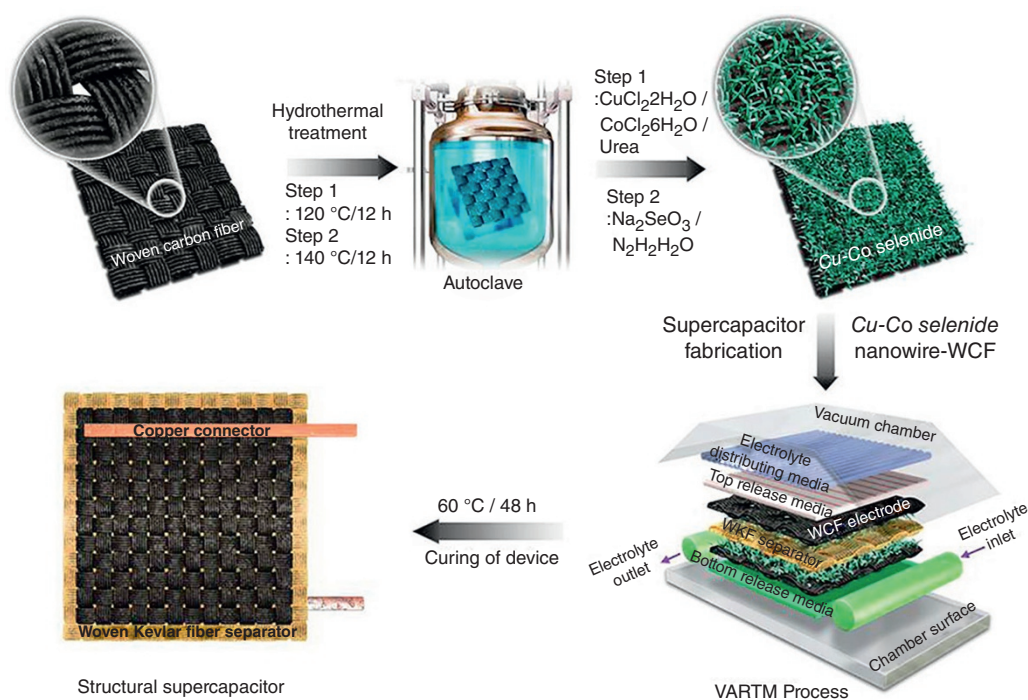 Woven carbon fiber
Hydrothermal
treatment
Step 1
: 120 °C/12 h
Step 2
: 140 °C/12 h
Autoclave
Step 1
:CuCl₂2H₂O /
CoCl₂6H₂O /
Urea
Step 2
:Na₂SeO₃ /
N₂H₂H₂O
Cu-Co selenide
Supercapacitor
fabrication
Cu-Co selenide
nanowire-WCF
Vacuum chamber
Electrolyte
distributing media
Top release media
WCF electrode
WKF separator
Bottom release media
Electrolyte
inlet
Electrolyte
outlet
Chamber surface
VARTM Process
60 °C / 48 h
Curing of device
Copper connector
Woven Kevlar fiber separator
Structural supercapacitor